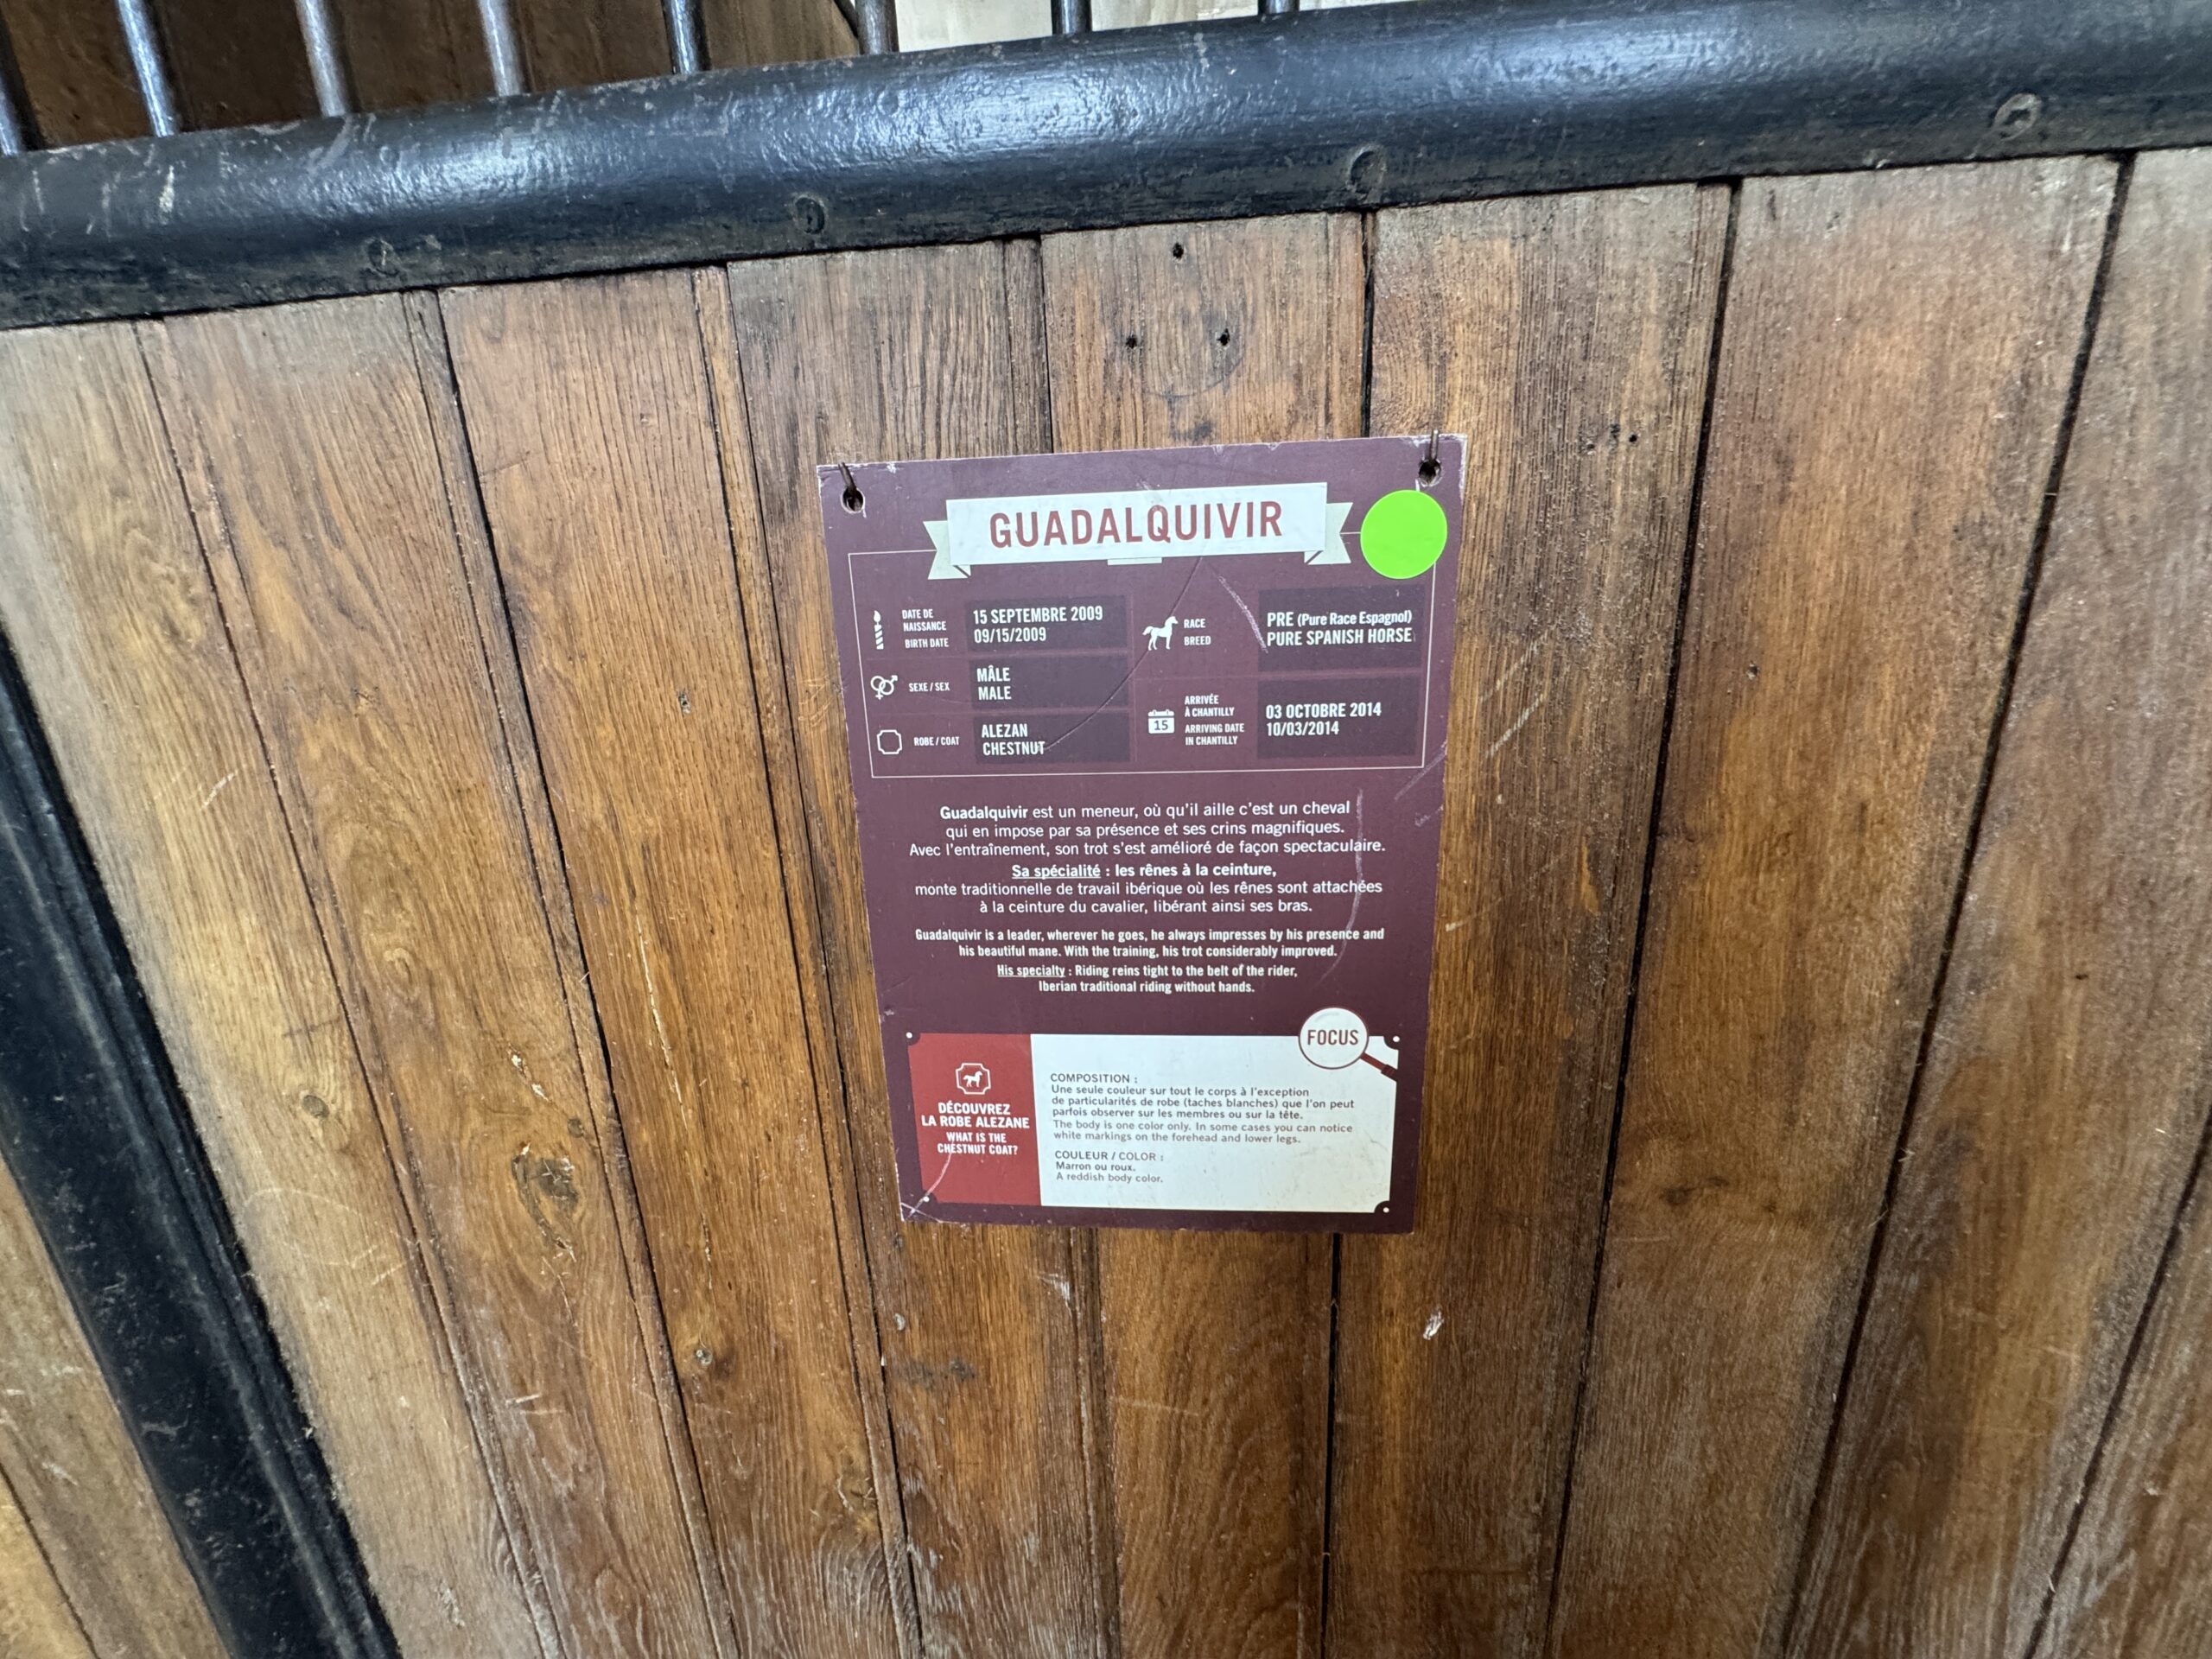 GUADALQUIVIR
DATE DE
NAISSANCE
BIRTH DATE
15 SEPTEMBRE 2009
09/15/2009
RACE
BREED
PRE (Pure Race Espagnol)
PURE SPANISH HORSE
SEXE / SEX
MÂLE
MALE
ROBE / COAT
ALEZAN
CHESTNUT
15
ARRIVÉE
À CHANTILLY
ARRIVING DATE
IN CHANTILLY
03 OCTOBRE 2014
10/03/2014
Guadalquivir est un meneur, où qu'il aille c'est un cheval
qui en impose par sa présence et ses crins magnifiques.
Avec l'entraînement, son trot s'est amélioré de façon spectaculaire.
Sa spécialité : les rênes à la ceinture,
monte traditionnelle de travail ibérique où les rênes sont attachées
à la ceinture du cavalier, libérant ainsi ses bras.
Guadalquivir is a leader, wherever he goes, he always impresses by his presence and
his beautiful mane. With the training, his trot considerably improved.
His specialty : Riding reins tight to the belt of the rider,
Iberian traditional riding without hands.
FOCUS
DÉCOUVREZ
LA ROBE ALEZANE
WHAT IS THE
CHESTNUT COAT?
COMPOSITION :
Une seule couleur sur tout le corps à l'exception
de particularités de robe (taches blanches) que l'on peut
parfois observer sur les membres ou sur la tête.
The body is one color only. In some cases you can notice
white markings on the forehead and lower legs.
COULEUR / COLOR :
Marron ou roux.
A reddish body color.